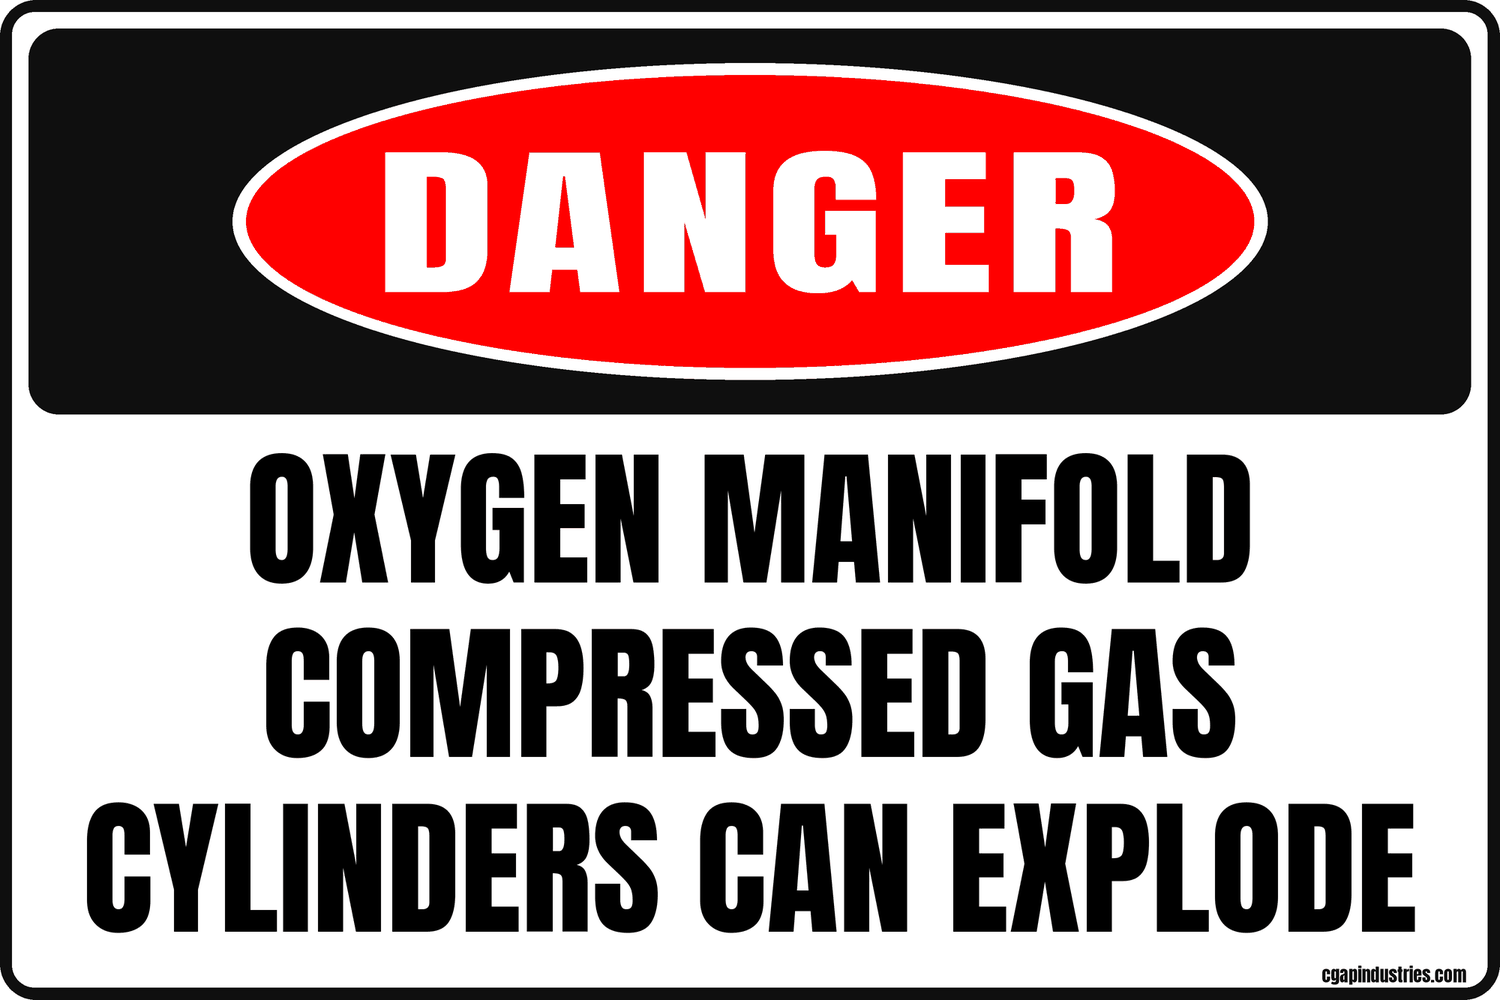 DANGER
OXYGEN MANIFOLD
COMPRESSED GAS
CYLINDERS CAN EXPLODE
cgapindustries.com